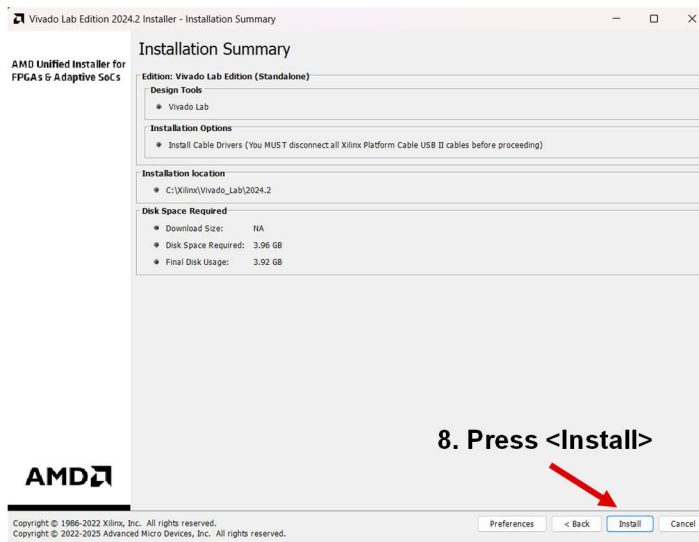 Vivado Lab Edition 2024.2 Installer - Installation Summary
Installation Summary
AMD Unified Installer for
FPGAs & Adaptive SoCs
Edition: Vivado Lab Edition (Standalone)
Design Tools
Vivado Lab
Installation Options
Install Cable Drivers (You MUST disconnect all Xilinx Platform Cable USB II cables before proceeding)
Installation location
C:\Xilinx\Vivado_Lab\2024.2
Disk Space Required
Download Size: NA
Disk Space Required: 3.96 GB
Final Disk Usage: 3.92 GB
8. Press <Install>
AMD
Copyright © 1986-2022 Xilinx, Inc. All rights reserved.
Copyright © 2022-2025 Advanced Micro Devices, Inc. All rights reserved.
Preferences < Back Install Cancel